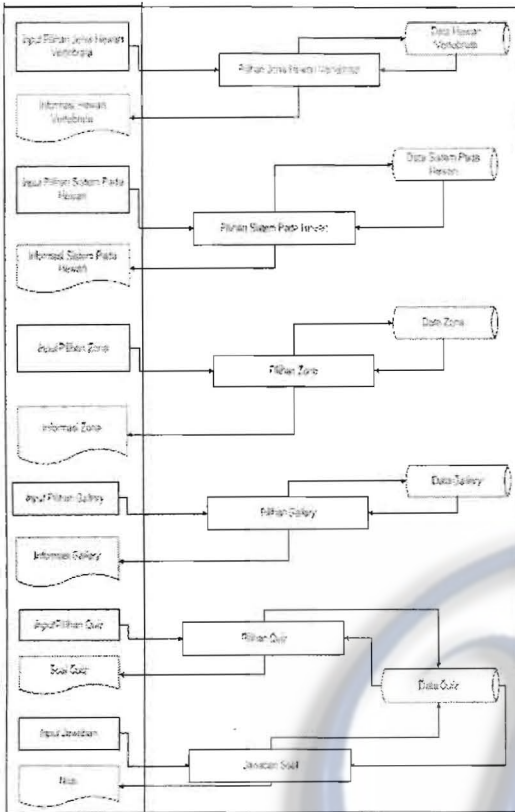 Input Pilihan Jenis Hewan
Vertebrata
Data Hewan
Vertebrata
Pilihan Jenis Hewan Vertebrata
Informasi Hewan
Vertebrata
Input Pilihan Sistem Pada
Hewan
Data Sistem Pada
Hewan
Pilihan Sistem Pada Hewan
Informasi Sistem Pada
Hewan
Input Pilihan Zona
Data Zona
Pilihan Zona
Informasi Zona
Input Pilihan Gallery
Data Gallery
Pilihan Gallery
Informasi Gallery
Input Pilihan Quiz
Pilihan Quiz
Soal Quiz
Data Quiz
Input Jawaban
Jawaban Soal
Nilai